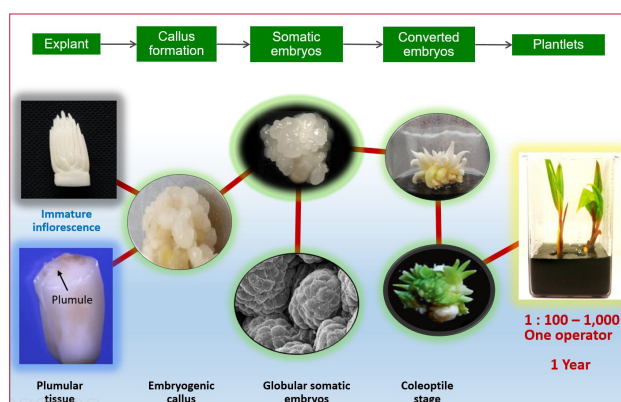 Explant
Callus
formation
Somatic
embryos
Converted
embryos
Plantlets
Immature
inflorescence
Plumule
1 : 100 – 1,000
One operator
1 Year
Plumular
tissue
Embryogenic
callus
Globular somatic
embryos
Coleoptile
stage